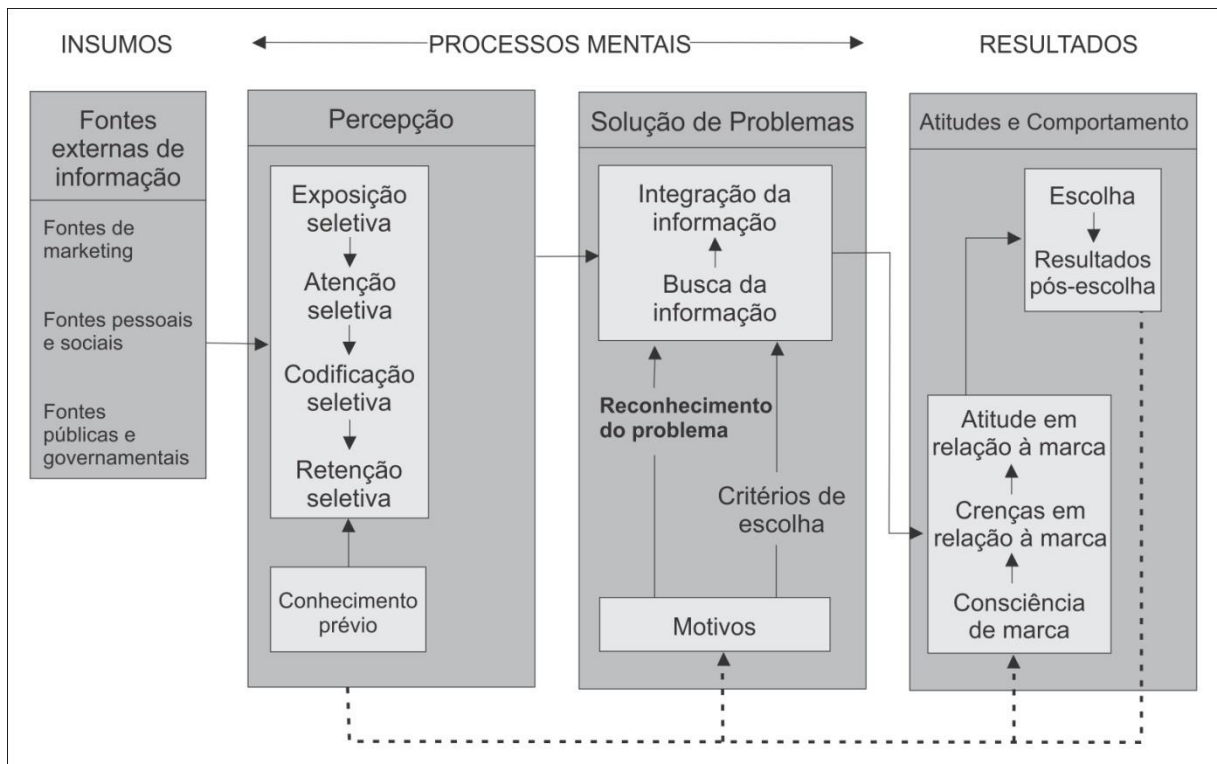 INSUMOS
PROCESSOS MENTAIS
RESULTADOS
Fontes
externas de
informação
Fontes de
marketing
Fontes pessoais
e sociais
Fontes
públicas e
governamentais
Percepção
Exposição
seletiva
Atenção
seletiva
Codificação
seletiva
Retenção
seletiva
Conhecimento
prévio
Solução de Problemas
Integração da
informação
Busca da
informação
Reconhecimento
do problema
Critérios de
escolha
Motivos
Atitudes e Comportamento
Escolha
Resultados
pós-escolha
Atitude em
relação à marca
Crenças em
relação à marca
Consciência
de marca